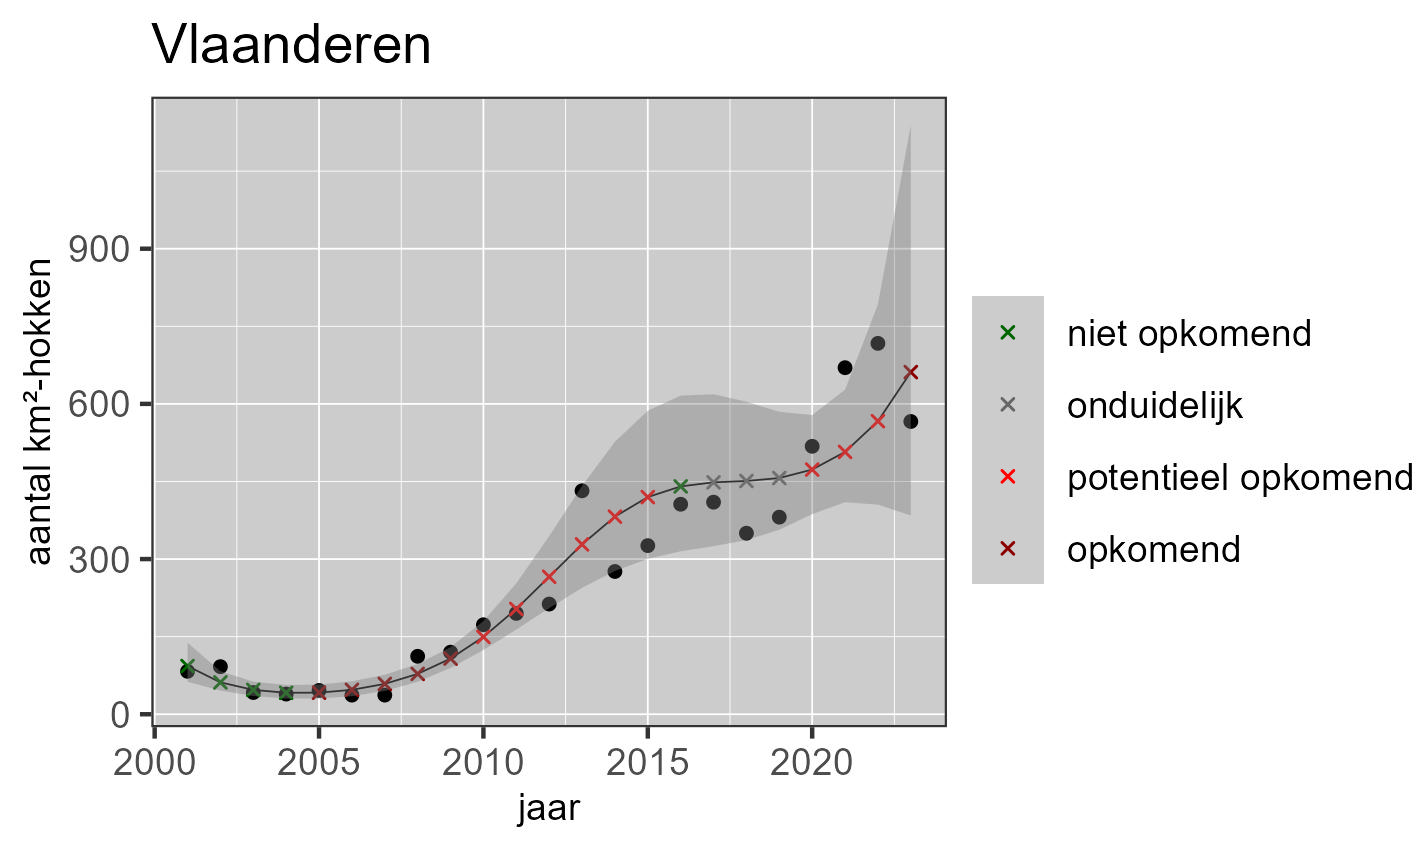 Vlaanderen
aantal km²-hokken
900
600
300
0
2000 2005 2010 2015 2020
jaar
niet opkomend
onduidelijk
potentieel opkomend
opkomend